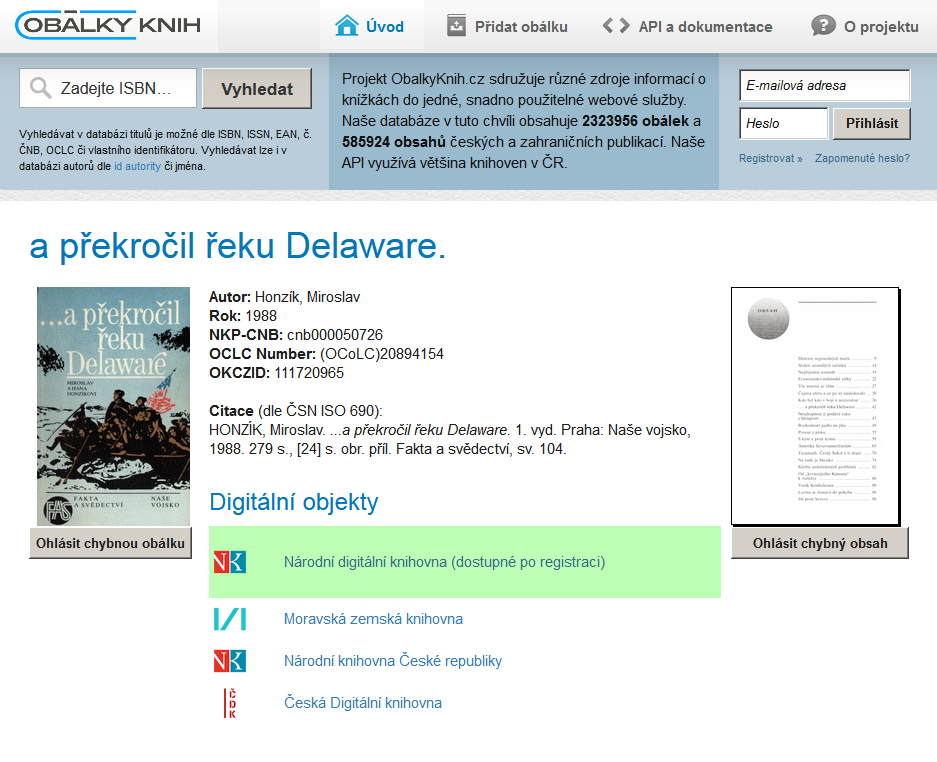 OBÁLKY KNIH
Úvod
Přidat obálku
API a dokumentace
O projektu
Zadejte ISBN...
Vyhledat
Vyhledávat v databázi titulů je možné dle ISBN, ISSN, EAN, č.
ČNB, OCLC či vlastního identifikátoru. Vyhledávat lze i v
databázi autorů dle id autority či jména.
Projekt ObalkyKnih.cz sdružuje různé zdroje informací o
knížkách do jedné, snadno použitelné webové služby.
Naše databáze v tuto chvíli obsahuje 2323956 obálek a
585924 obsahů českých a zahraničních publikací. Naše
API využívá většina knihoven v ČR.
E-mailová adresa
Heslo
Přihlásit
Registrovat »
Zapomenuté heslo?
a překročil řeku Delaware.
...a překročil
řeku
Delaware
MIROSLAV
A HANA
HONZÍKOVI
FAS
FAKTA
A SVĚDECTVÍ
NAŠE
VOJSKO
Ohlásit chybnou obálku
Autor: Honzík, Miroslav
Rok: 1988
NKP-CNB: cnb000050726
OCLC Number: (OCoLC)20894154
OKCZID: 111720965
Citace (dle ČSN ISO 690):
HONZÍK, Miroslav. ...a překročil řeku Delaware. 1. vyd. Praha: Naše vojsko,
1988. 279 s., [24] s. obr. příl. Fakta a svědectví, sv. 104.
Digitální objekty
NK
Národní digitální knihovna (dostupné po registraci)
Moravská zemská knihovna
NK
Národní knihovna České republiky
ČDK
Česká Digitální knihovna
OBSAH
Ohlásit chybný obsah